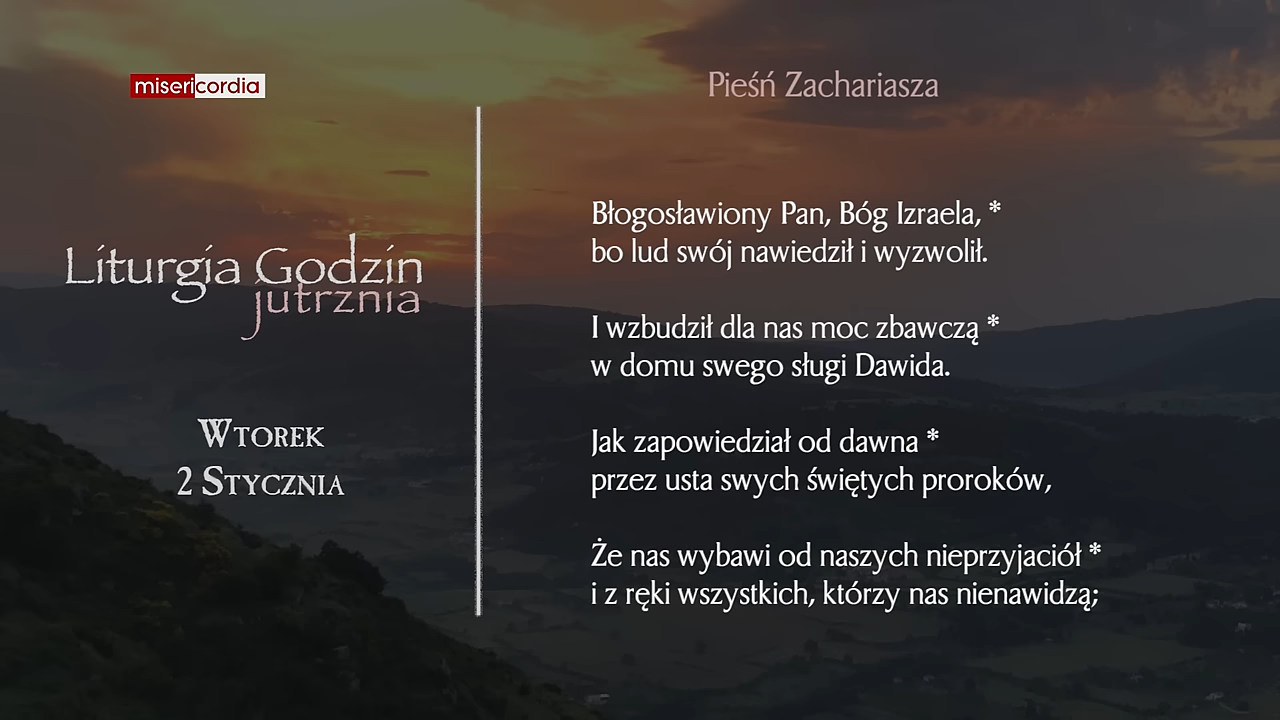 misericordia
Liturgia Godzin
jutrznia
Wtorek
2 Stycznia
Pieśń Zachariasza
Błogosławiony Pan, Bóg Izraela, *
bo lud swój nawiedził i wyzwolił.
I wzbudził dla nas moc zbawczą *
w domu swego sługi Dawida.
Jak zapowiedział od dawna *
przez usta swych świętych proroków,
Że nas wybawi od naszych nieprzyjaciół *
i z ręki wszystkich, którzy nas nienawidzą;